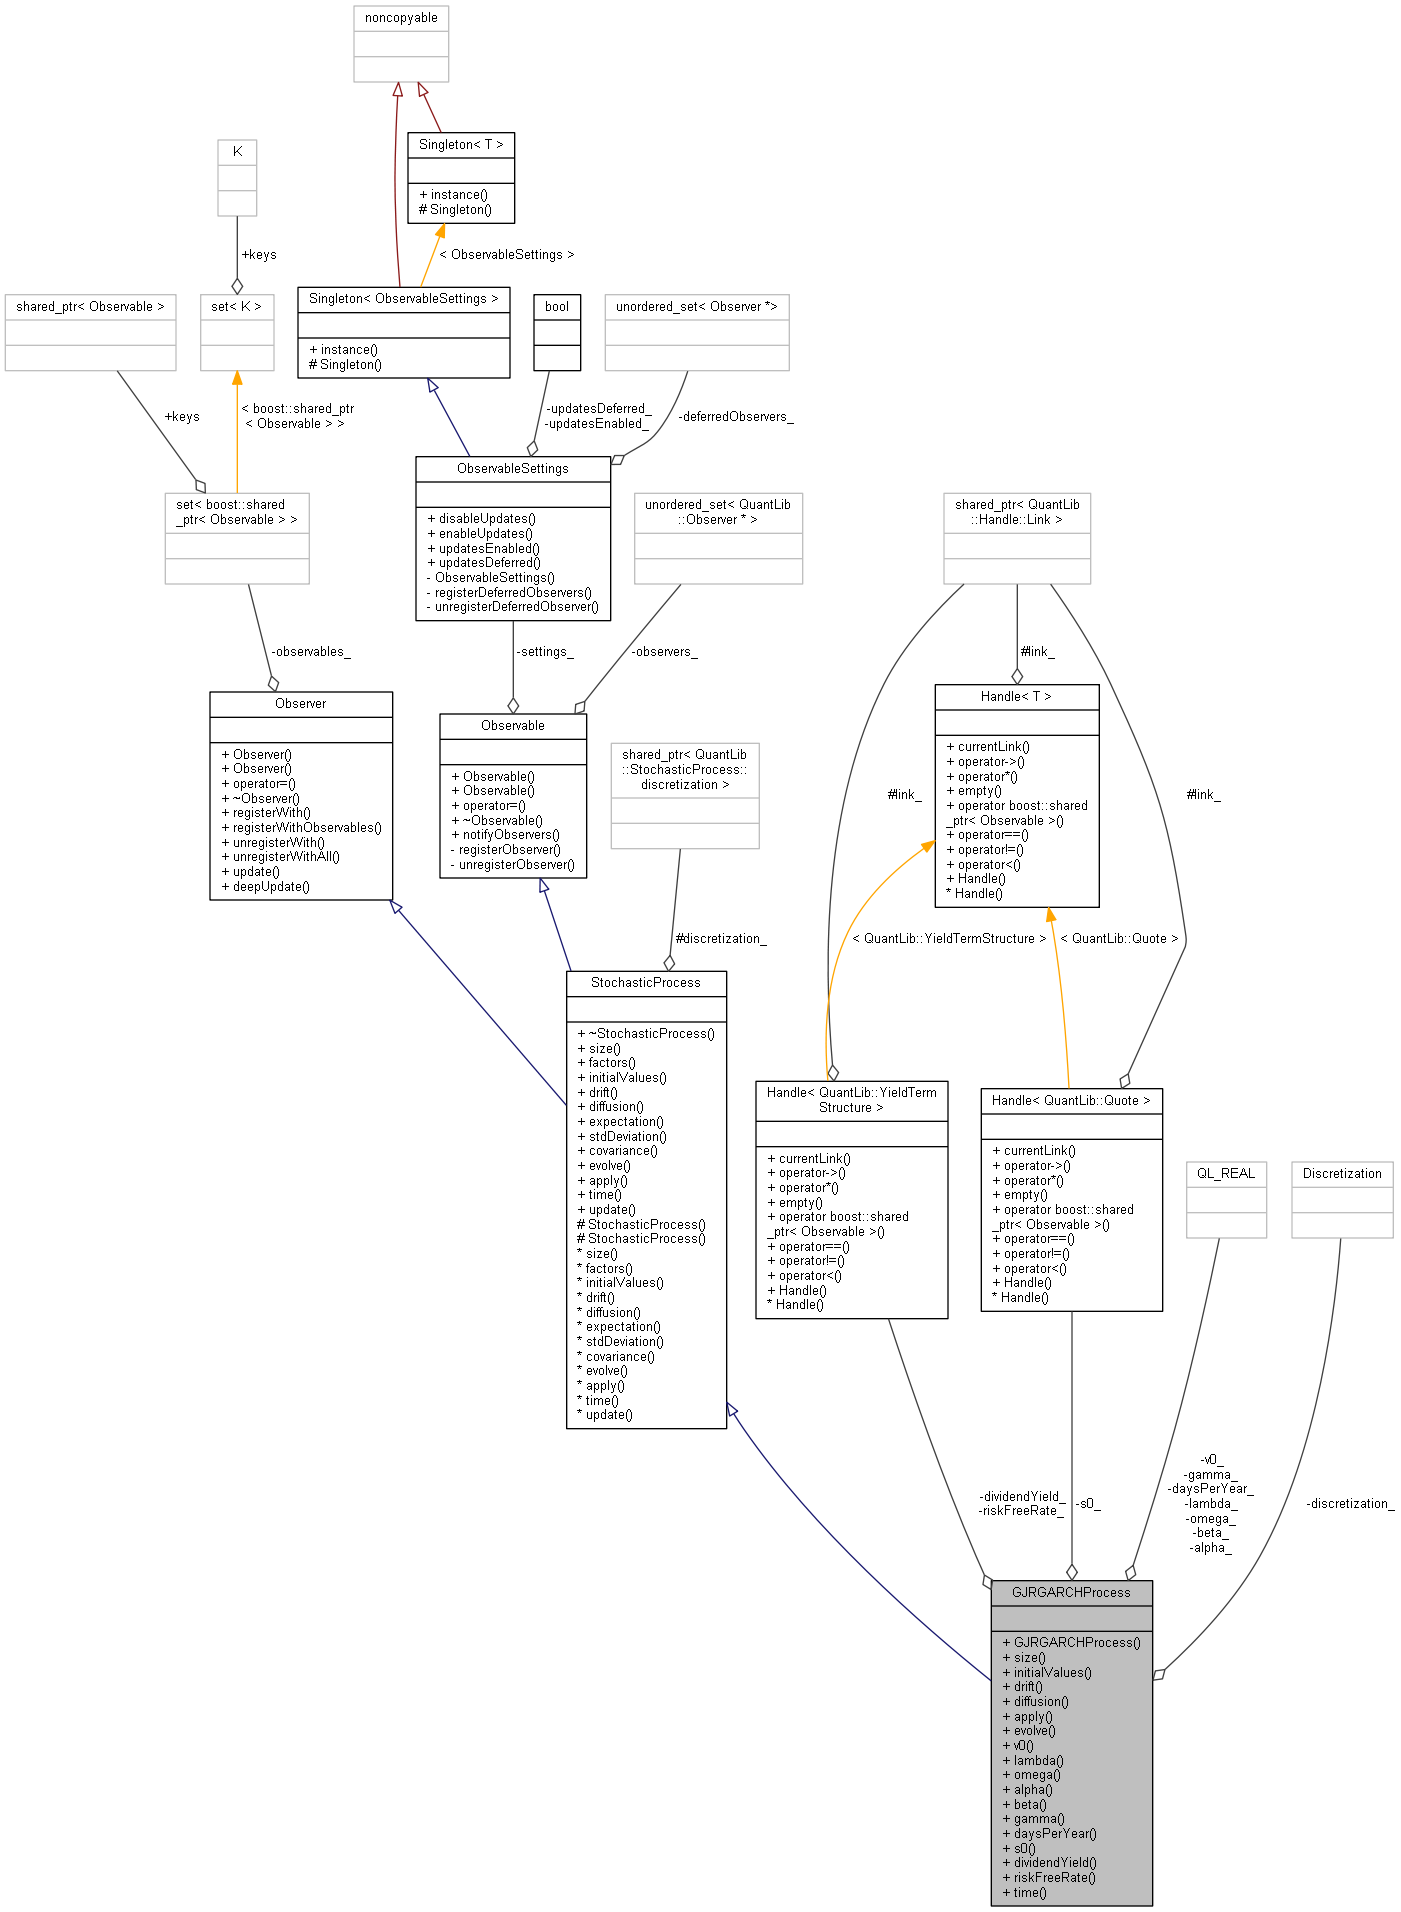 noncopyable
Singleton< T >
+ instance()
# Singleton()
K
+keys
< ObservableSettings >
shared_ptr< Observable >
set< K >
Singleton< ObservableSettings >
+ instance()
# Singleton()
bool
unordered_set< Observer *>
+keys
< boost::shared_ptr
< Observable > >
-updatesDeferred_
-updatesEnabled_
-deferredObservers_
set< boost::shared
_ptr< Observable > >
ObservableSettings
+ disableUpdates()
+ enableUpdates()
+ updatesEnabled()
+ updatesDeferred()
- ObservableSettings()
- registerDeferredObservers()
- unregisterDeferredObserver()
unordered_set< QuantLib
::Observer * >
shared_ptr< QuantLib
::Handle::Link >
-observables_
-settings_
-observers_
#link_
Observer
+ Observer()
+ Observer()
+ operator=()
+ ~Observer()
+ registerWith()
+ registerWithObservables()
+ unregisterWith()
+ unregisterWithAll()
+ update()
+ deepUpdate()
Observable
+ Observable()
+ Observable()
+ operator=()
+ ~Observable()
+ notifyObservers()
- registerObserver()
- unregisterObserver()
shared_ptr< QuantLib
::StochasticProcess::
discretization >
#link_
Handle< T >
+ currentLink()
+ operator->()
+ operator*()
+ empty()
+ operator boost::shared
_ptr< Observable >()
+ operator==()
+ operator!=()
+ operator<()
+ Handle()
* Handle()
#link_
#discretization_
< QuantLib::YieldTermStructure >
< QuantLib::Quote >
StochasticProcess
+ ~StochasticProcess()
+ size()
+ factors()
+ initialValues()
+ drift()
+ diffusion()
+ expectation()
+ stdDeviation()
+ covariance()
+ evolve()
+ apply()
+ time()
+ update()
# StochasticProcess()
# StochasticProcess()
* size()
* factors()
* initialValues()
* drift()
* diffusion()
* expectation()
* stdDeviation()
* covariance()
* evolve()
* apply()
* time()
* update()
Handle< QuantLib::YieldTerm
Structure >
+ currentLink()
+ operator->()
+ operator*()
+ empty()
+ operator boost::shared
_ptr< Observable >()
+ operator==()
+ operator!=()
+ operator<()
+ Handle()
* Handle()
Handle< QuantLib::Quote >
+ currentLink()
+ operator->()
+ operator*()
+ empty()
+ operator boost::shared
_ptr< Observable >()
+ operator==()
+ operator!=()
+ operator<()
+ Handle()
* Handle()
QL_REAL
Discretization
-dividendYield_
-riskFreeRate_
-s0_
-v0_
-gamma_
-daysPerYear_
-lambda_
-omega_
-beta_
-alpha_
-discretization_
GJRGARCHProcess
+ GJRGARCHProcess()
+ size()
+ initialValues()
+ drift()
+ diffusion()
+ apply()
+ evolve()
+ v0()
+ lambda()
+ omega()
+ alpha()
+ beta()
+ gamma()
+ daysPerYear()
+ s0()
+ dividendYield()
+ riskFreeRate()
+ time()